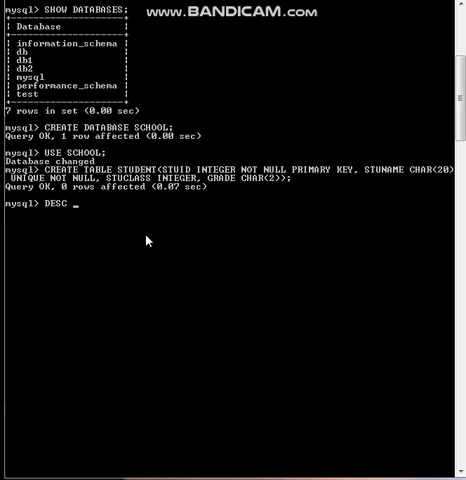 mysql> SHOW DATABASES;
www.BANDICAM.com
+--------------------+
| Database           |
+--------------------+
| information_schema |
| db                 |
| db1                |
| db2                |
| mysql              |
| performance_schema |
| test               |
+--------------------+
7 rows in set (0.00 sec)
mysql> CREATE DATABASE SCHOOL;
Query OK, 1 row affected (0.00 sec)
mysql> USE SCHOOL;
Database changed
mysql> CREATE TABLE STUDENT(STUID INTEGER NOT NULL PRIMARY KEY, STUNAME CHAR(20)
UNIQUE NOT NULL, STUCLASS INTEGER, GRADE CHAR(2));
Query OK, 0 rows affected (0.07 sec)
mysql> DESC _